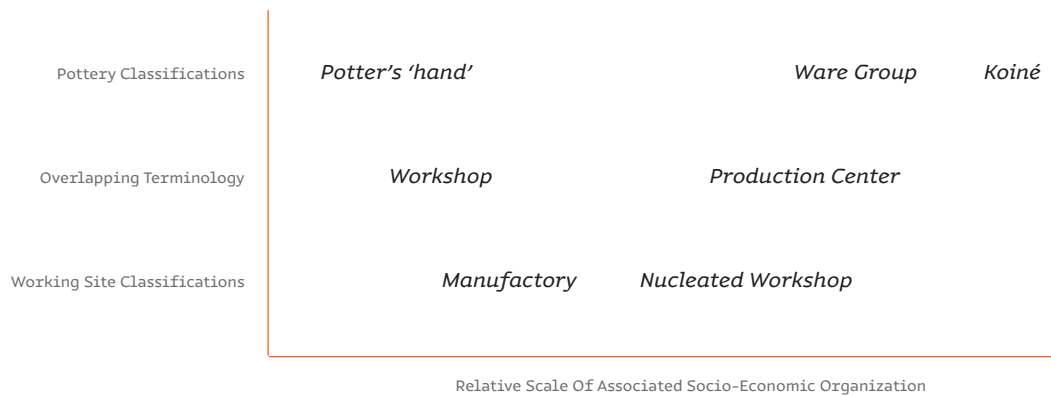 Pottery Classifications Potter’s ‘hand’ Ware Group Koiné
Overlapping Terminology Workshop Production Center
Working Site Classifications Manufactory Nucleated Workshop
Relative Scale Of Associated Socio-Economic Organization